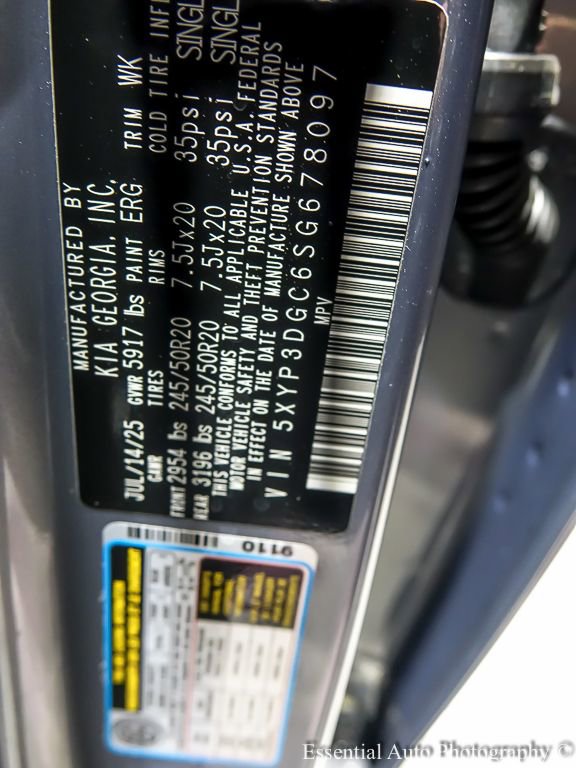 MANUFACTURED BY
KIA GEORGIA, INC.
JUL/14/25 GVWR 5917 lbs PAINT ERG TRIM WK
GAWR TIRES RIMS COLD TIRE INF
FRONT 2954 lbs 245/50R20 7.5Jx20 35psi SINGL
REAR 3196 lbs 245/50R20 7.5Jx20 35psi SINGL
THIS VEHICLE CONFORMS TO ALL APPLICABLE U.S.A. FEDERAL
MOTOR VEHICLE SAFETY AND THEFT PREVENTION STANDARDS
IN EFFECT ON THE DATE OF MANUFACTURE SHOWN ABOVE.
VIN 5XYP3DGC6SG678097
MPV
9110
Essential Auto Photography ©